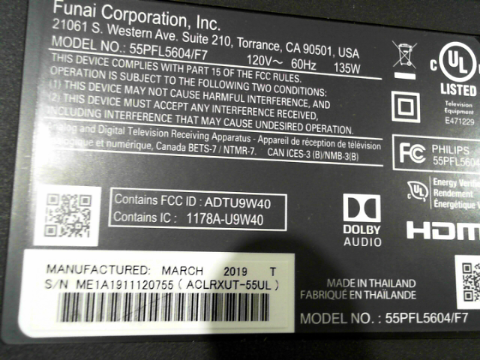 Funai Corporation, Inc.
21061 S. Western Ave. Suite 210, Torrance, CA 90501, USA
MODEL NO.: 55PFL5604/F7 120V~ 60Hz 135W
THIS DEVICE COMPLIES WITH PART 15 OF THE FCC RULES.
OPERATION IS SUBJECT TO THE FOLLOWING TWO CONDITIONS:
(1) THIS DEVICE MAY NOT CAUSE HARMFUL INTERFERENCE, AND
(2) THIS DEVICE MUST ACCEPT ANY INTERFERENCE RECEIVED,
INCLUDING INTERFERENCE THAT MAY CAUSE UNDESIRED OPERATION.
Analog and Digital Television Receiving Apparatus - Appareil de réception de télévision
et numérique, Canada BETS-7 / NTMR-7. CAN ICES-3 (B)/NMB-3(B)
C UL
LISTED
Television
Equipment
E471229
FC PHILIPS
55PFL5604
UL Energy Verified
Rendement
Énergétique
Contains FCC ID : ADTU9W40
Contains IC : 1178A-U9W40
DOLBY
AUDIO
HDMI
MANUFACTURED: MARCH 2019 T
S/N ME1A1911120755 (ACLRXUT-55UL)
MADE IN THAILAND
FABRIQUÉ EN THAÏLANDE
MODEL NO.: 55PFL5604/F7